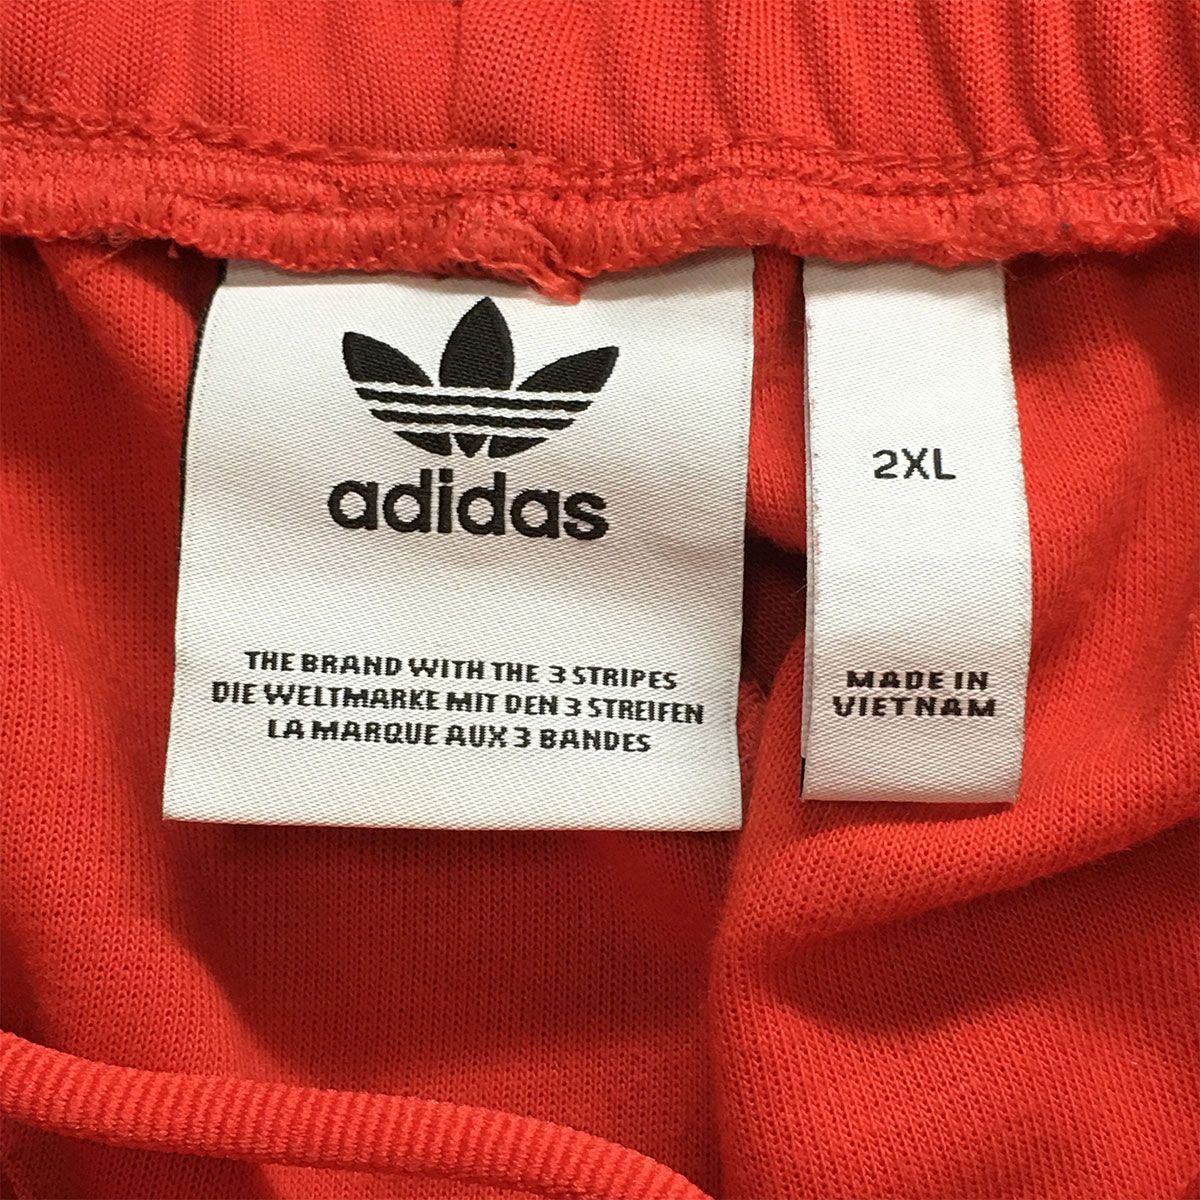 adidas
THE BRAND WITH THE 3 STRIPES
DIE WELTMARKE MIT DEN 3 STREIFEN
LA MARQUE AUX 3 BANDES
2XL
MADE IN
VIETNAM